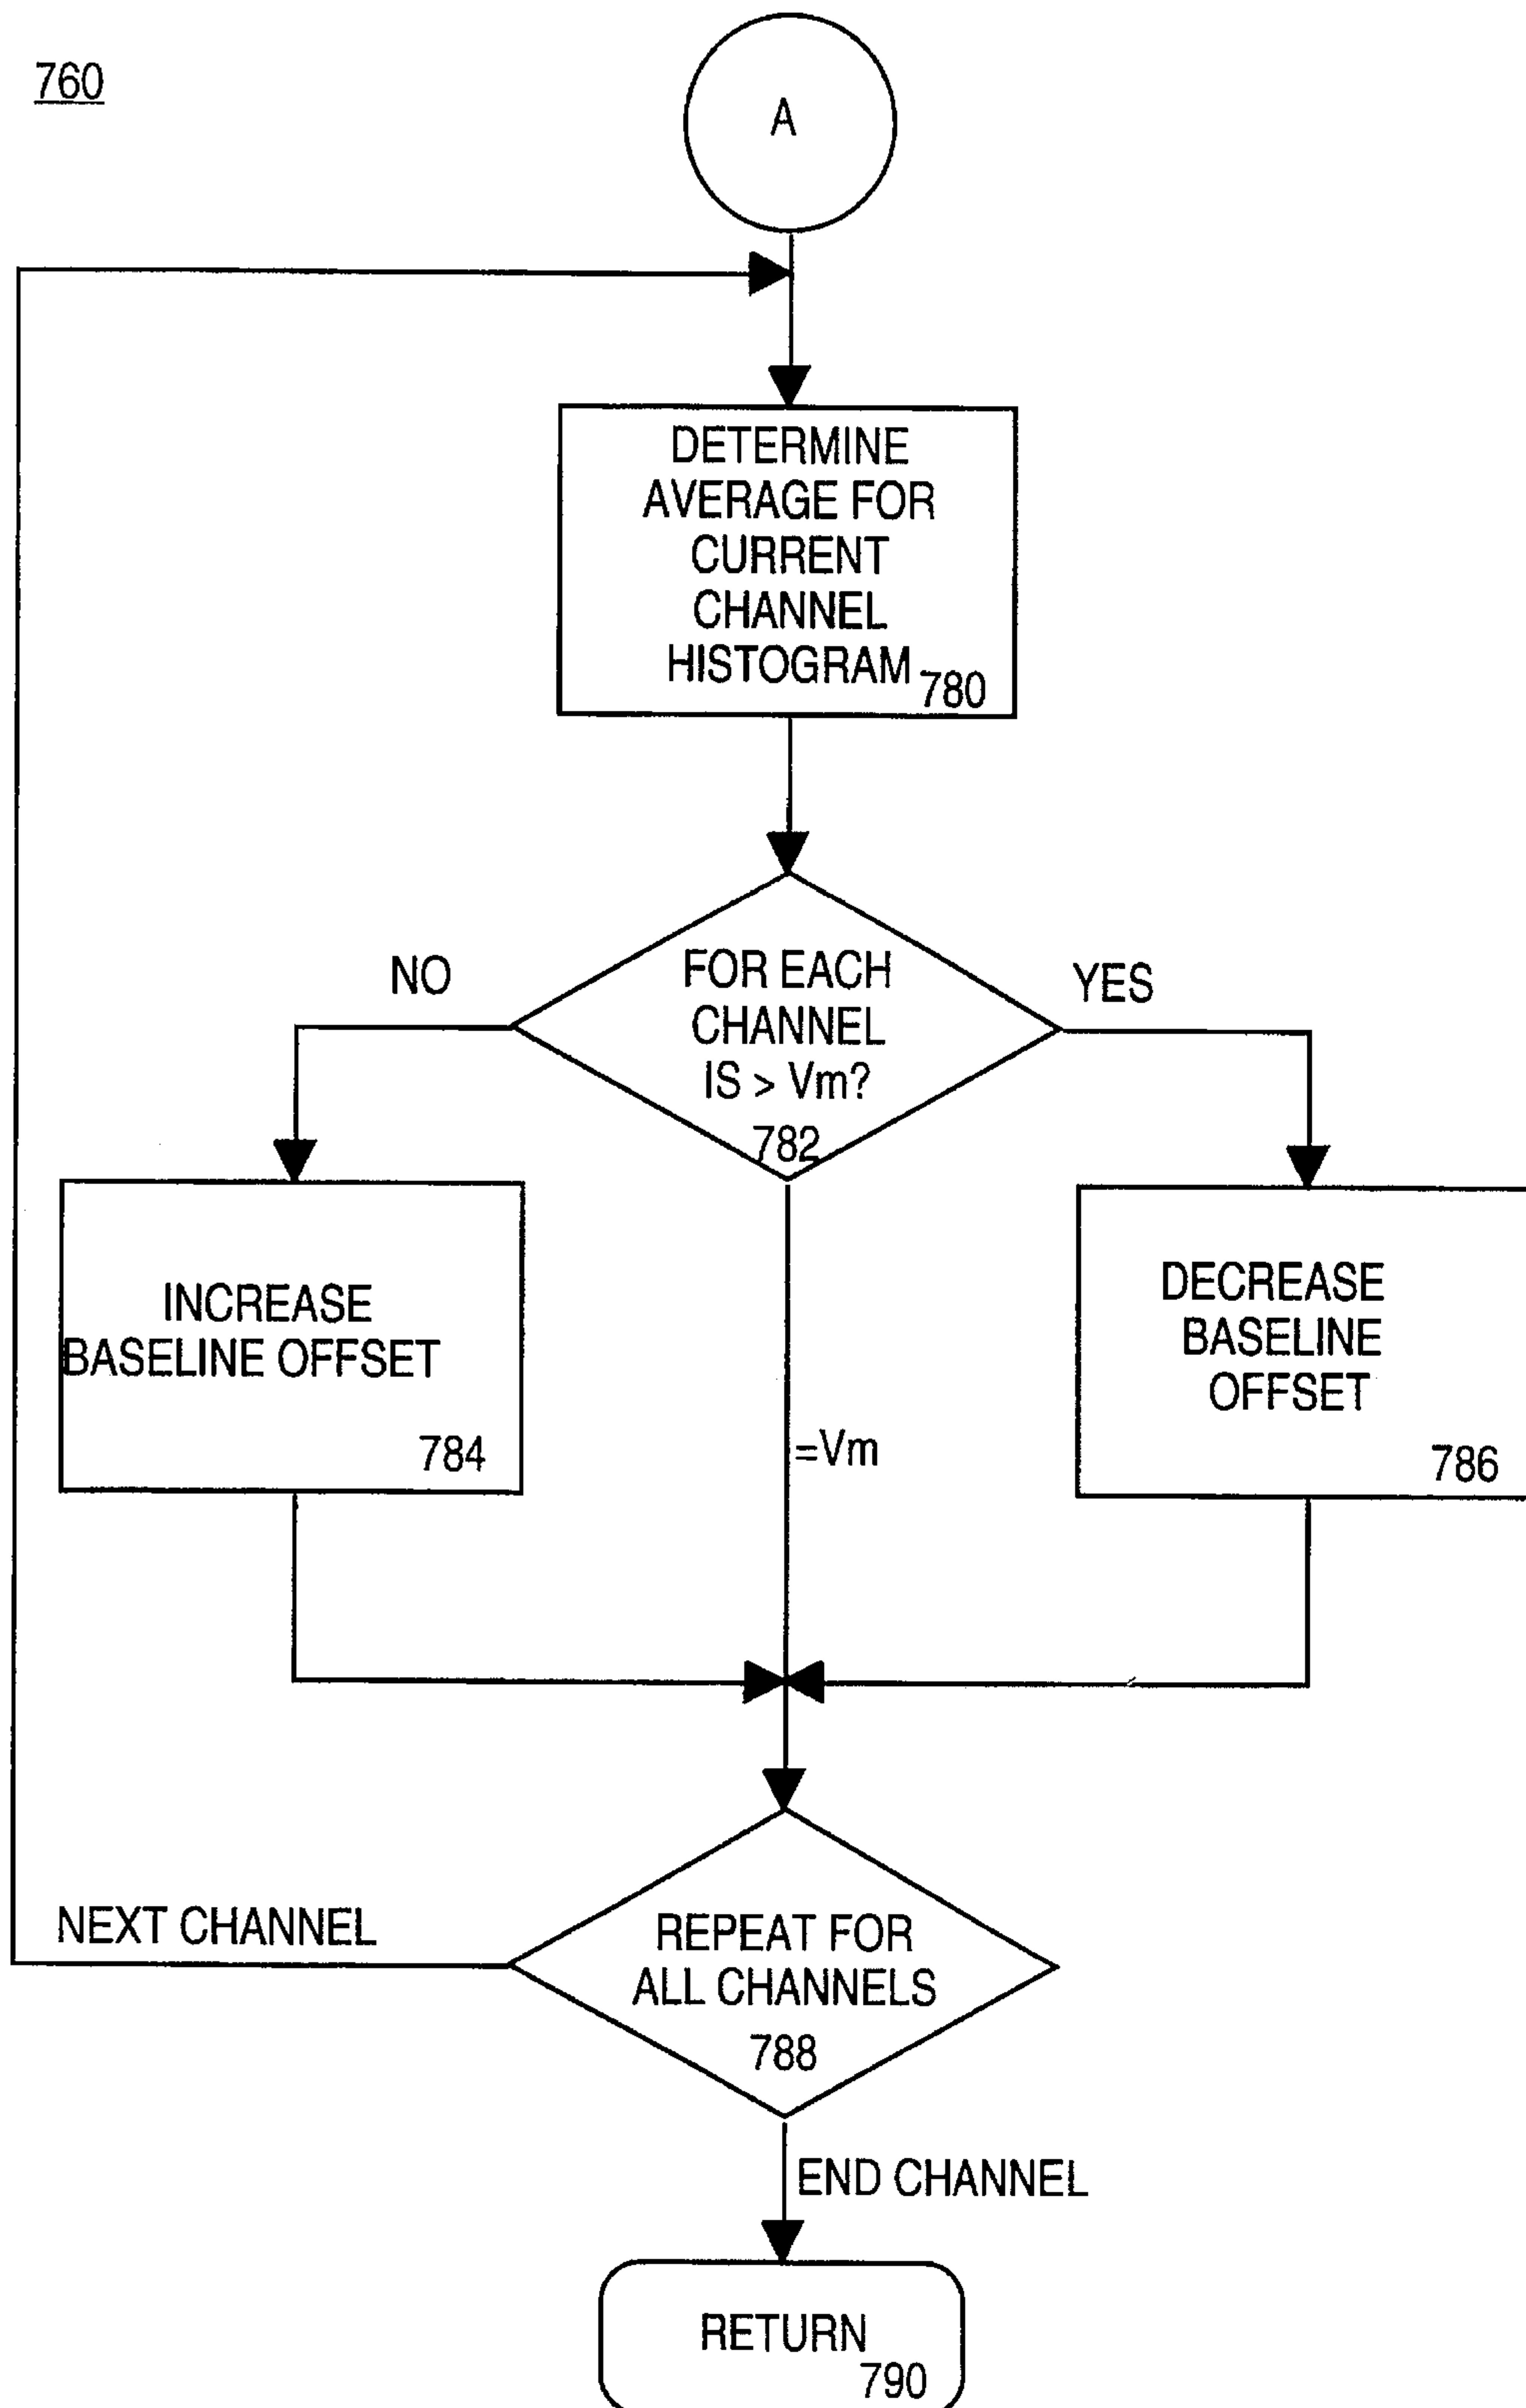 760
A
DETERMINE
AVERAGE FOR
CURRENT
CHANNEL
HISTOGRAM
780
NO
FOR EACH
CHANNEL
IS > Vm?
782
YES
INCREASE
BASELINE OFFSET
784
=Vm
DECREASE
BASELINE
OFFSET
786
NEXT CHANNEL
REPEAT FOR
ALL CHANNELS
788
END CHANNEL
RETURN
790